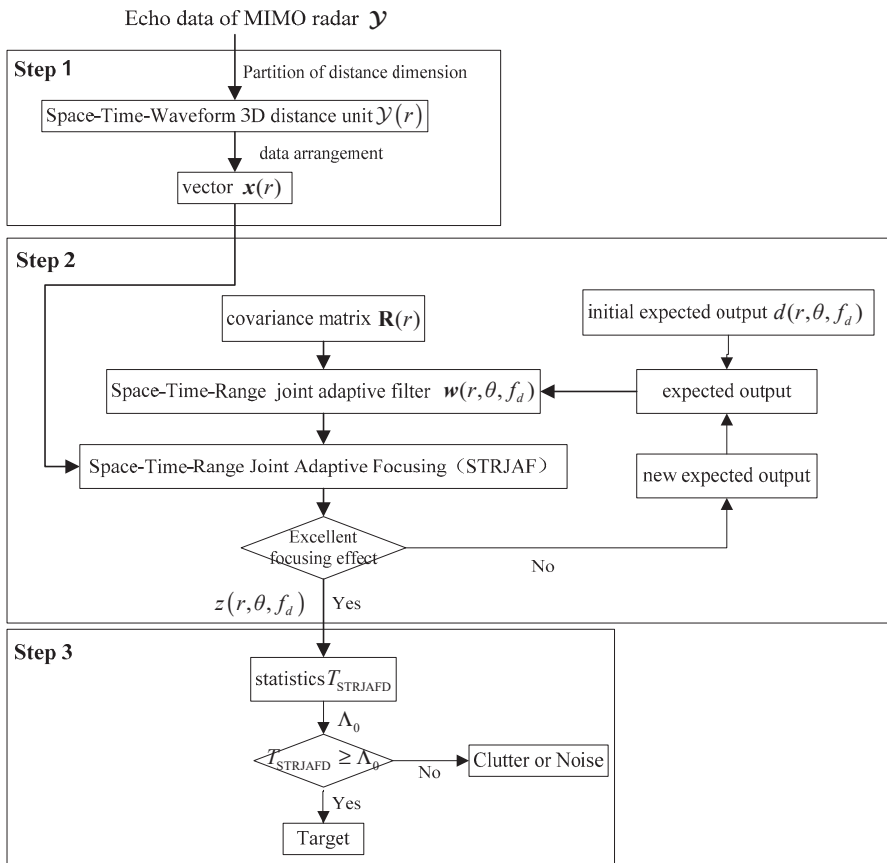 Echo data of MIMO radar 𝓨
Step 1
Partition of distance dimension
Space-Time-Waveform 3D distance unit 𝒴(r)
data arrangement
vector x(r)
Step 2
covariance matrix R(r)
initial expected output d(r,θ,f_d)
Space-Time-Range joint adaptive filter w(r,θ,f_d)
expected output
Space-Time-Range Joint Adaptive Focusing（STRJAF）
new expected output
Excellent
focusing effect
No
z(r,θ,f_d)
Yes
Step 3
statistics T_STRJAFD
Λ₀
T_STRJAFD ≥ Λ₀
No
Clutter or Noise
Yes
Target